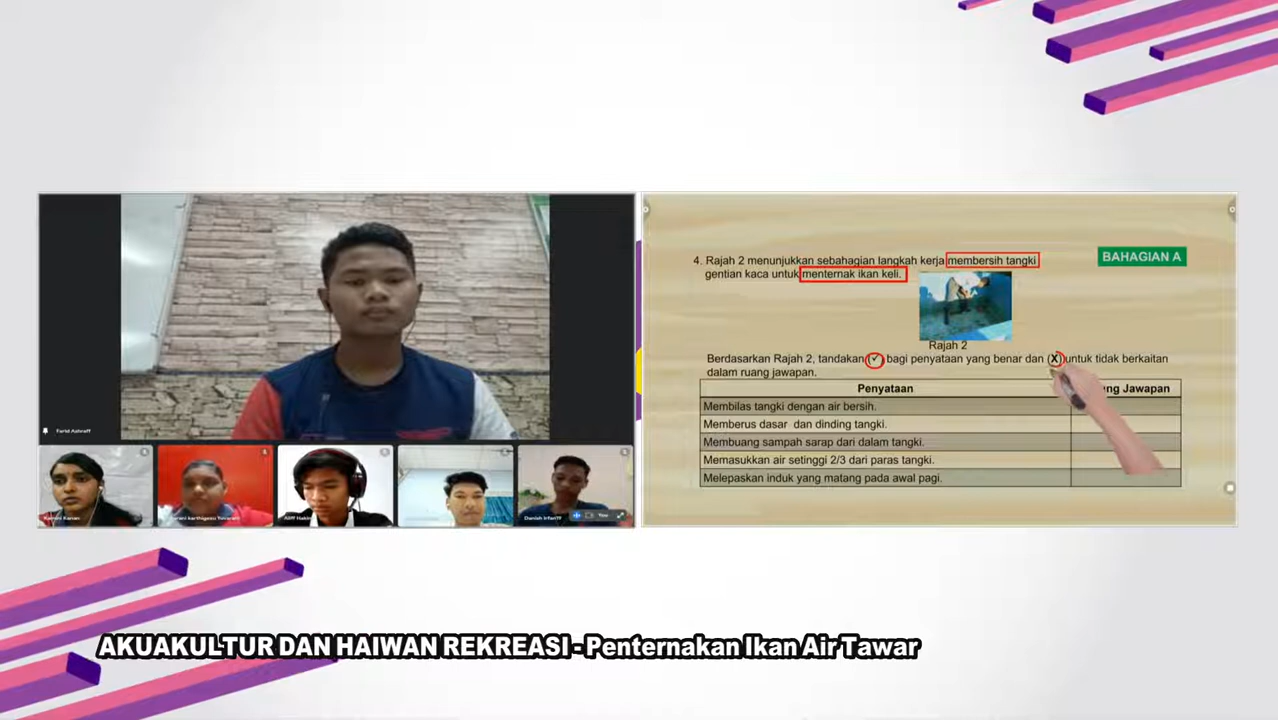 4. Rajah 2 menunjukkan sebahagian langkah kerja membersih tangki
gentian kaca untuk menternak ikan keli.
BAHAGIAN A
Rajah 2
Berdasarkan Rajah 2, tandakan (✓) bagi penyataan yang benar dan (X) untuk tidak berkaitan
dalam ruang jawapan.
Penyataan
Jawapan
Membilas tangki dengan air bersih.
Memberus dasar dan dinding tangki.
Membuang sampah sarap dari dalam tangki.
Memasukkan air setinggi 2/3 dari paras tangki.
Melepaskan induk yang matang pada awal pagi.
Farid Ashraff
You
AKUAKULTUR DAN HAIWAN REKREASI - Penternakan Ikan Air Tawar